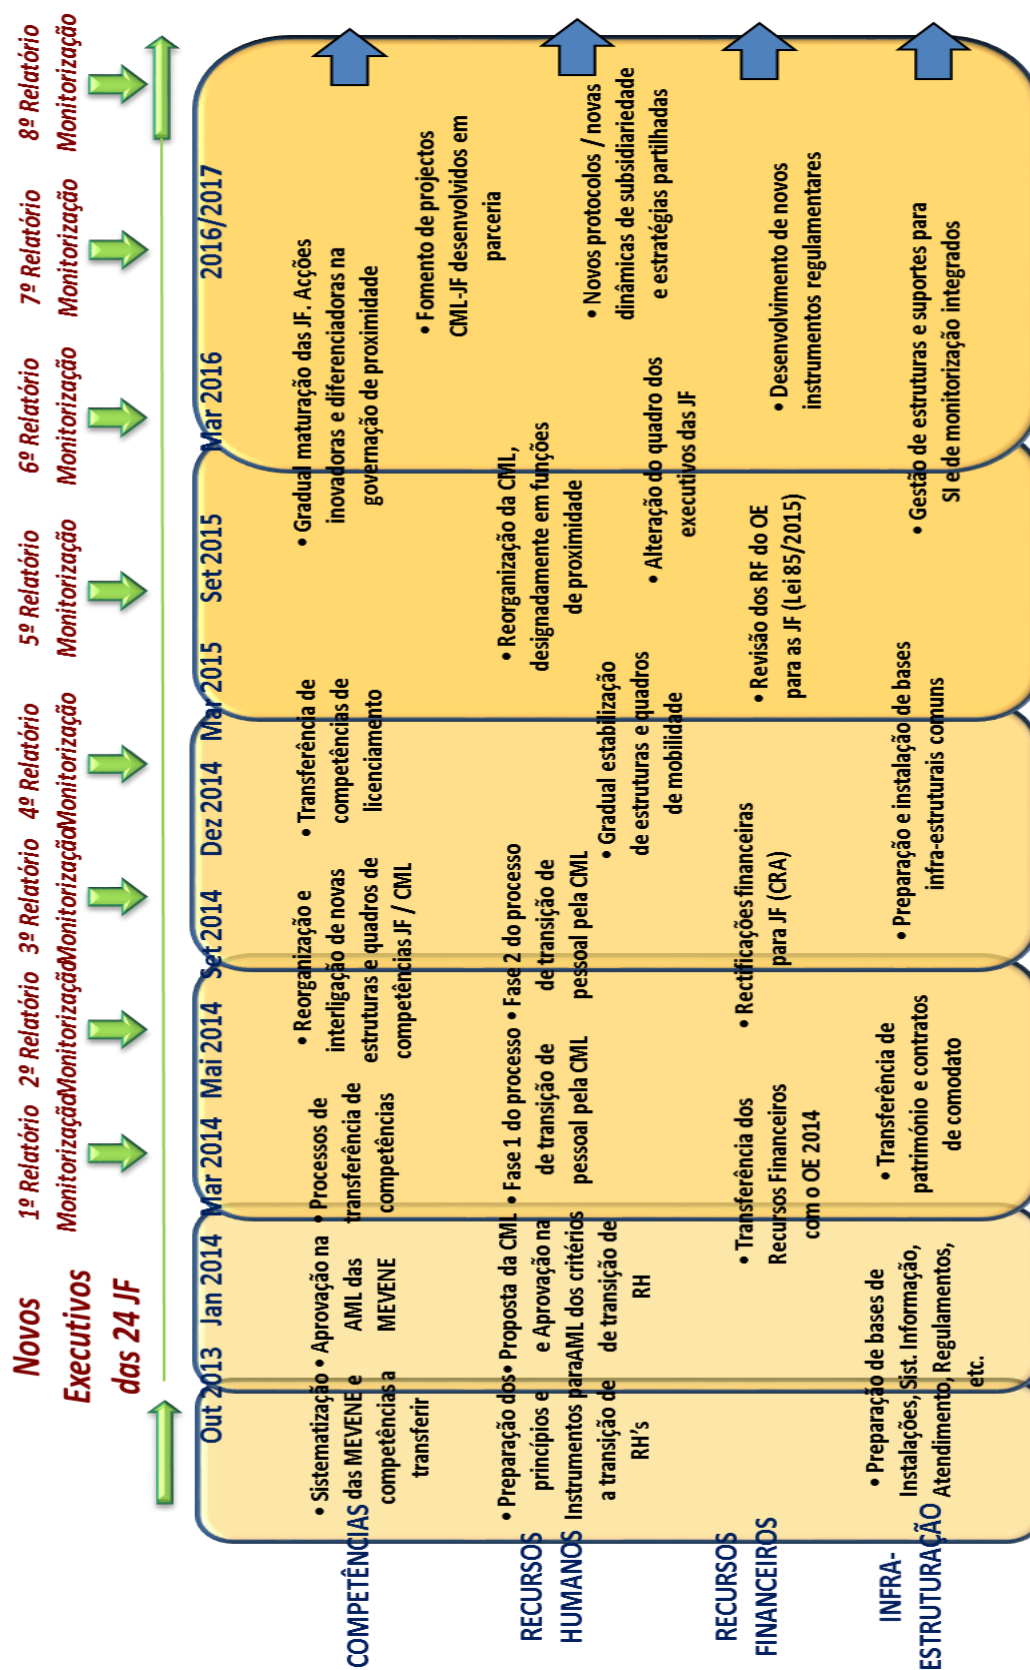 Novos
Executivos
das 24 JF
1º Relatório
Monitorização
2º Relatório
Monitorização
3º Relatório
Monitorização
4º Relatório
Monitorização
5º Relatório
Monitorização
6º Relatório
Monitorização
7º Relatório
Monitorização
8º Relatório
Monitorização
Out 2013
Jan 2014
Mar 2014
Mai 2014
Set 2014
Dez 2014
Mar 2015
Set 2015
Mar 2016
2016/2017
COMPETÊNCIAS
• Sistematização
das MEVENE e
competências a
transferir
• Aprovação na
AML das
MEVENE
• Processos de
transferência de
competências
• Reorganização e
interligação de novas
estruturas e quadros de
competências JF / CML
• Transferência de
competências de
licenciamento
• Gradual maturação das JF. Acções
inovadoras e diferenciadoras na
governação de proximidade
• Fomento de projectos
CML-JF desenvolvidos em
parceria
RECURSOS
HUMANOS
• Preparação dos
princípios e
Instrumentos para
a transição de
RH's
• Proposta da CML
e Aprovação na
AML dos critérios
de transição de
RH
• Fase 1 do processo
de transição de
pessoal pela CML
• Fase 2 do processo
de transição de
pessoal pela CML
• Gradual estabilização
de estruturas e quadros
de mobilidade
• Reorganização da CML,
designadamente em funções
de proximidade
• Alteração do quadro dos
executivos das JF
• Novos protocolos / novas
dinâmicas de subsidiariedade
e estratégias partilhadas
RECURSOS
FINANCEIROS
• Transferência dos
Recursos Financeiros
com o OE 2014
• Rectificações financeiras
para JF (CRA)
• Revisão dos RF do OE
para as JF (Lei 85/2015)
• Desenvolvimento de novos
instrumentos regulamentares
INFRA-
ESTRUTURAÇÃO
• Preparação de bases de
Instalações, Sist. Informação,
Atendimento, Regulamentos,
etc.
• Transferência de
património e contratos
de comodato
• Preparação e instalação de bases
infra-estruturais comuns
• Gestão de estruturas e suportes para
SI e de monitorização integrados